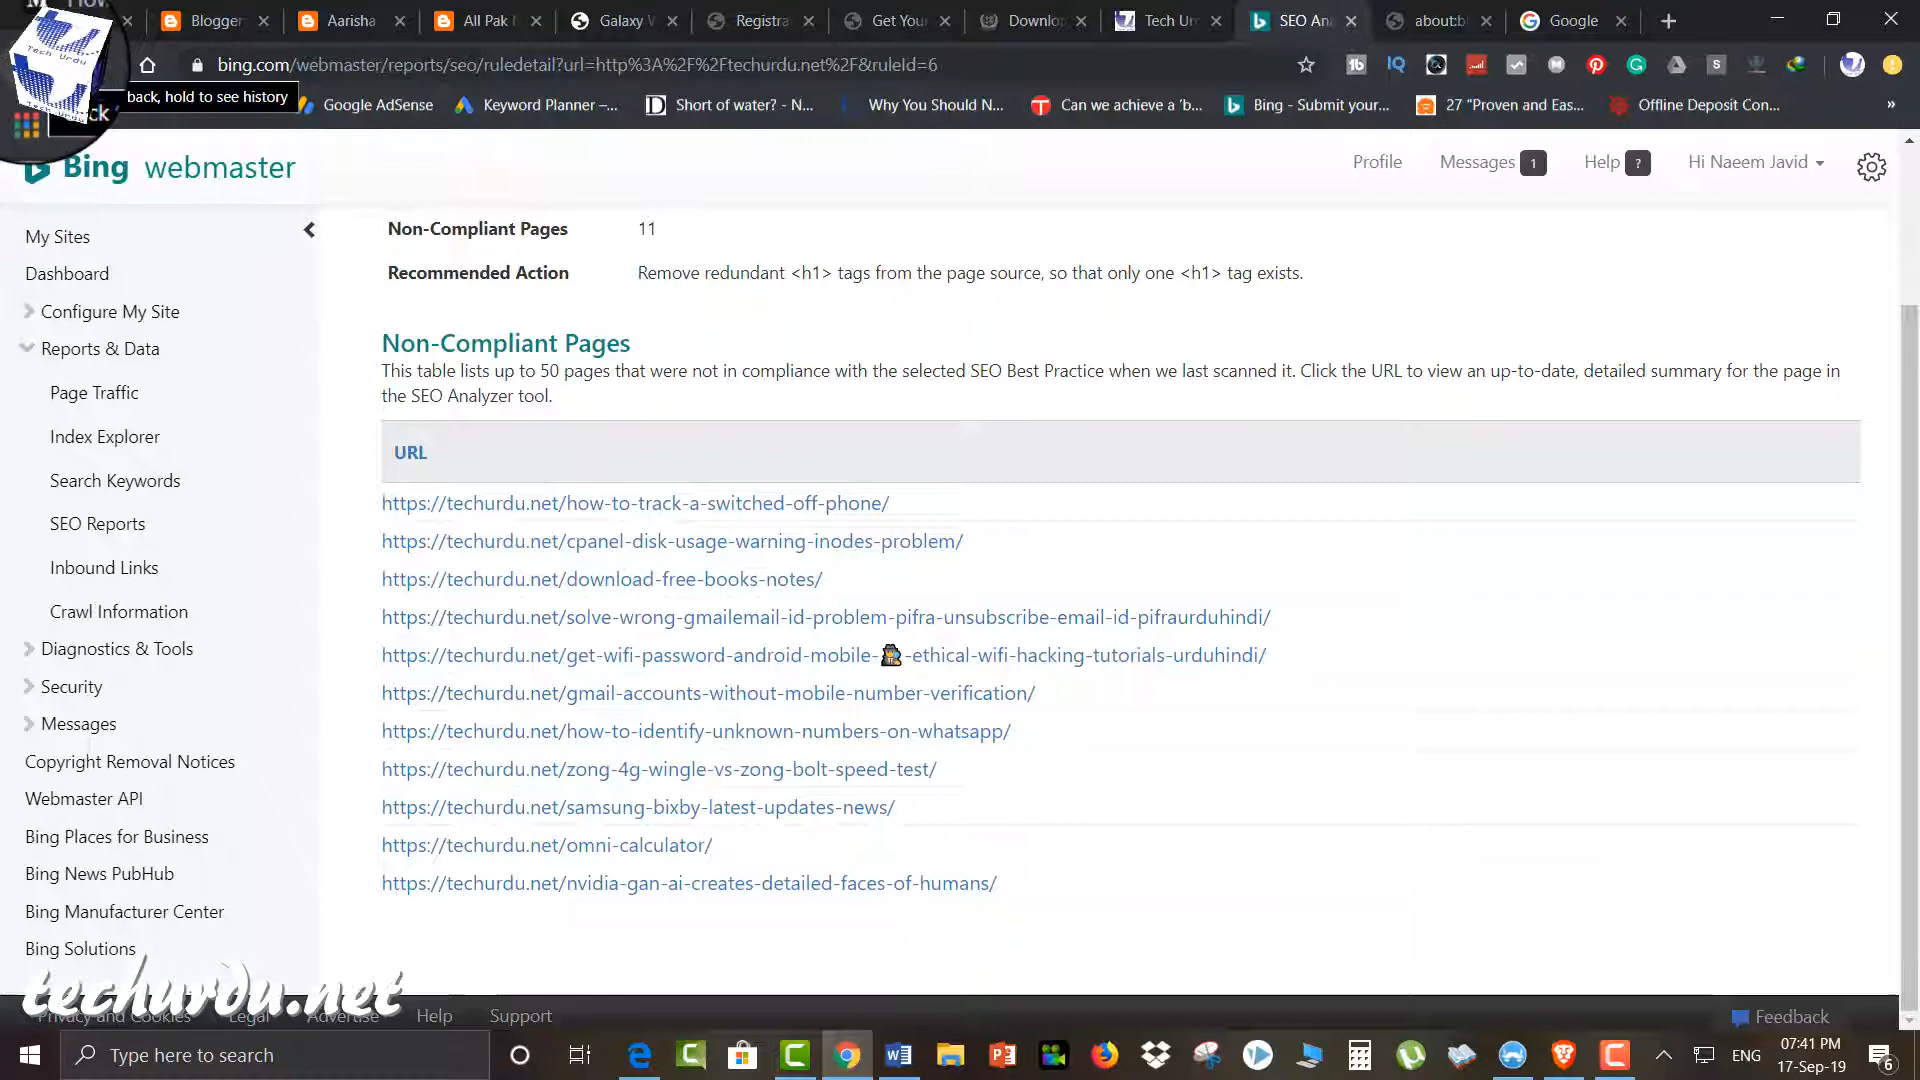 Blogger
Aarisha
All Pak
Galaxy
Registra
Get You
Downlo
Tech Ur
SEO An
about:b
Google
bing.com/webmaster/reports/seo/ruledetail?url=http%3A%2F%2Ftechurdu.net%2F&ruleId=6
back, hold to see history
Google AdSense
Keyword Planner –...
Short of water? - N...
Why You Should N...
Can we achieve a 'b...
Bing - Submit your...
27 "Proven and Eas...
Offline Deposit Con...
»
Tech Urdu
Bing webmaster
Profile
Messages 1
Help ?
Hi Naeem Javid
My Sites
Dashboard
Configure My Site
Reports & Data
Page Traffic
Index Explorer
Search Keywords
SEO Reports
Inbound Links
Crawl Information
Diagnostics & Tools
Security
Messages
Copyright Removal Notices
Webmaster API
Bing Places for Business
Bing News PubHub
Bing Manufacturer Center
Bing Solutions
Non-Compliant Pages 11
Recommended Action Remove redundant <h1> tags from the page source, so that only one <h1> tag exists.
Non-Compliant Pages
This table lists up to 50 pages that were not in compliance with the selected SEO Best Practice when we last scanned it. Click the URL to view an up-to-date, detailed summary for the page in
the SEO Analyzer tool.
URL
https://techurdu.net/how-to-track-a-switched-off-phone/
https://techurdu.net/cpanel-disk-usage-warning-inodes-problem/
https://techurdu.net/download-free-books-notes/
https://techurdu.net/solve-wrong-gmailemail-id-problem-pifra-unsubscribe-email-id-pifraurduhindi/
https://techurdu.net/get-wifi-password-android-mobile-🕵-ethical-wifi-hacking-tutorials-urduhindi/
https://techurdu.net/gmail-accounts-without-mobile-number-verification/
https://techurdu.net/how-to-identify-unknown-numbers-on-whatsapp/
https://techurdu.net/zong-4g-wingle-vs-zong-bolt-speed-test/
https://techurdu.net/samsung-bixby-latest-updates-news/
https://techurdu.net/omni-calculator/
https://techurdu.net/nvidia-gan-ai-creates-detailed-faces-of-humans/
techurdu.net
Privacy and Cookies
Legal
Advertise
Help
Support
Feedback
Type here to search
ENG
07:41 PM
17-Sep-19
6